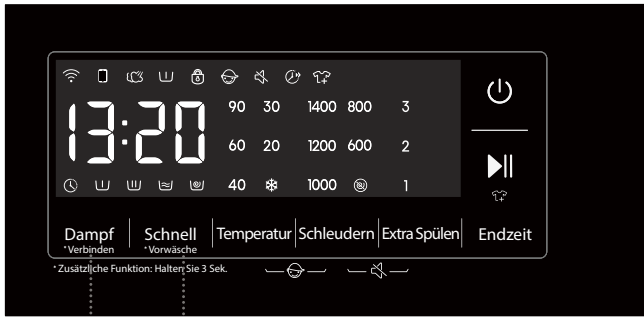 13:20
90 30 1400 800 3
60 20 1200 600 2
40 1000 1
Dampf Schnell Temperatur Schleudern Extra Spülen Endzeit
*Verbinden *Vorwäsche
*Zusätzliche Funktion: Halten Sie 3 Sek.